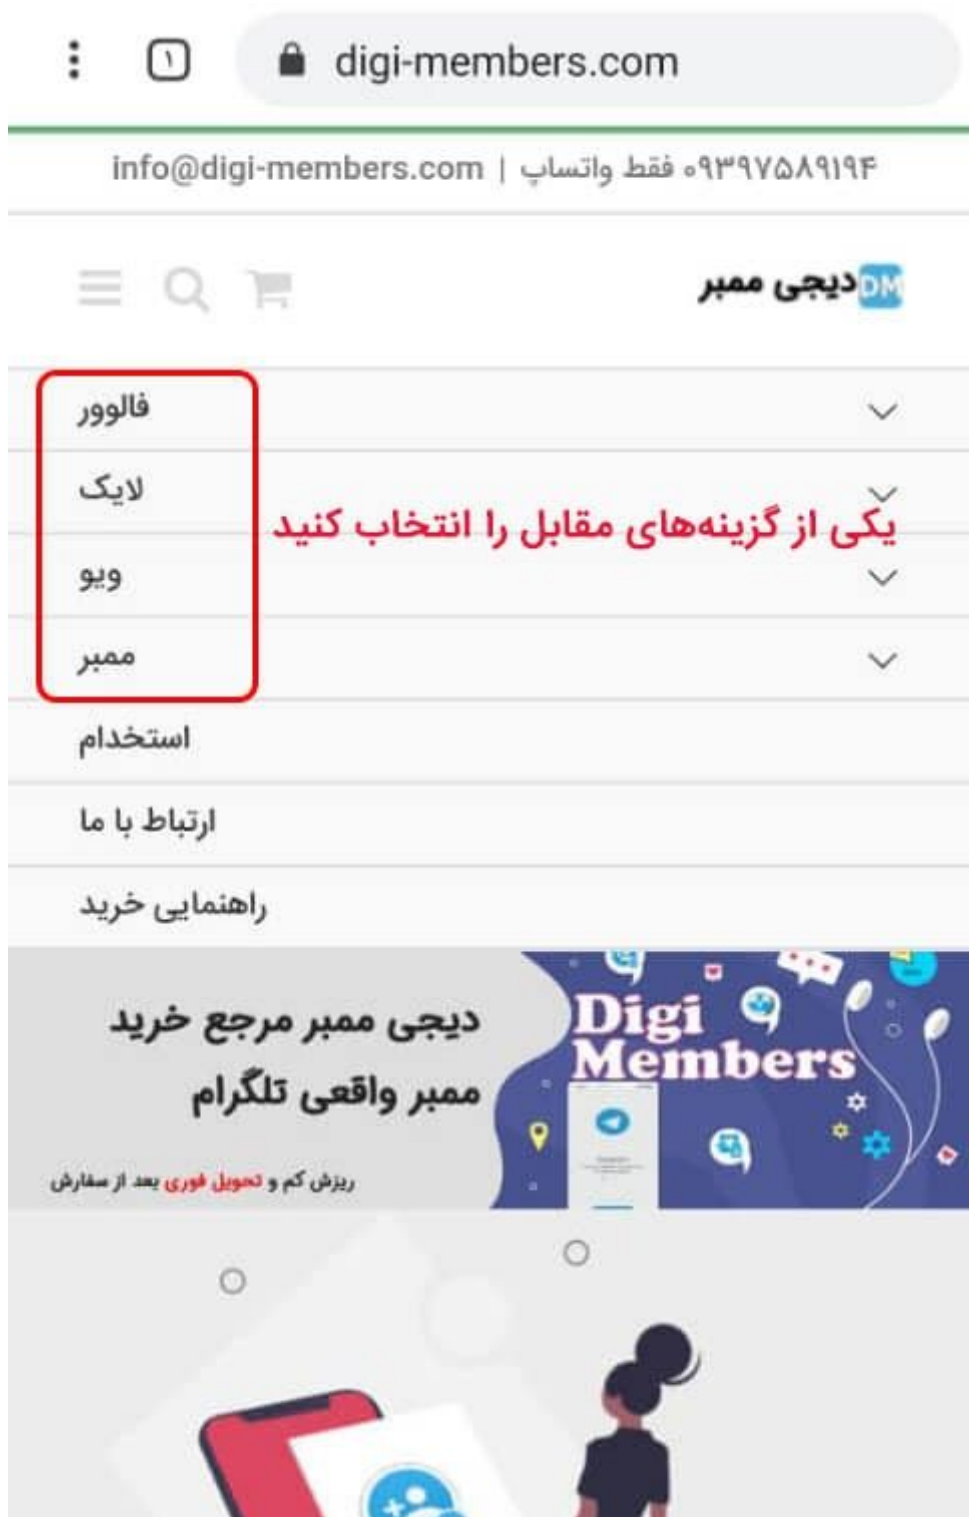 ۱
digi-members.com
۰۹۳۹۷۵۸۹۱۹۴ فقط واتساپ | info@digi-members.com
DM دیجی ممبر
فالوور
لایک
یکی از گزینه‌های مقابل را انتخاب کنید
ویو
ممبر
استخدام
ارتباط با ما
راهنمایی خرید
دیجی ممبر مرجع خرید
ممبر واقعی تلگرام
ریزش کم و تحویل فوری بعد از سفارش
Digi
Members